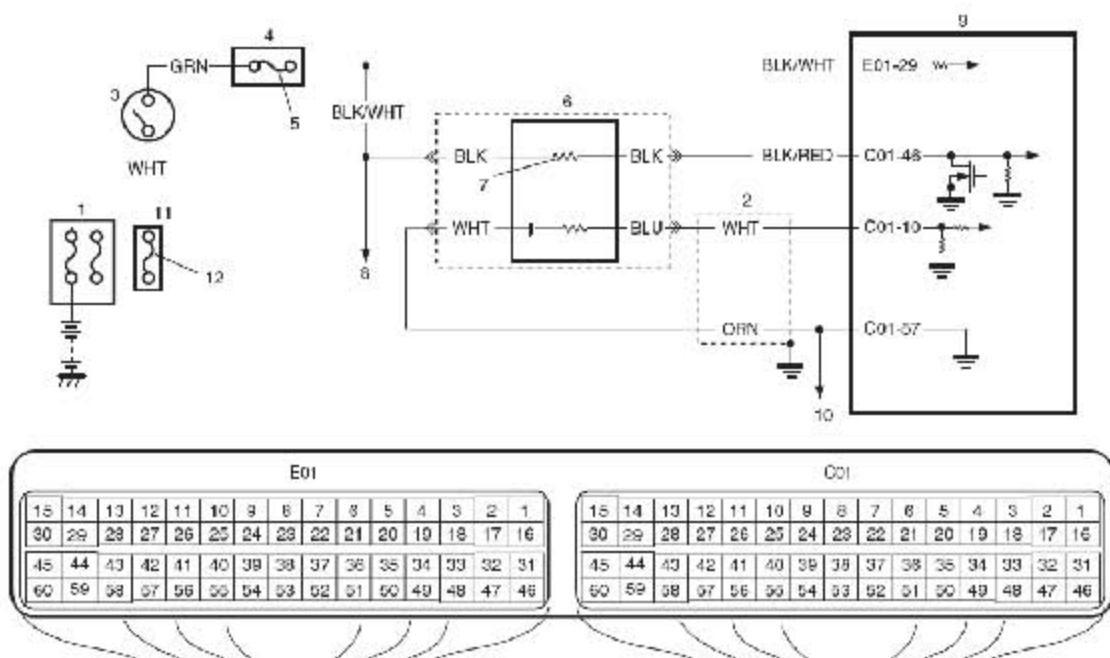 9
4
GRN
BLK/WHT E01-29
3
5
6
BLK/WHT
BLK BLK BLK/RED C01-46
WHT
7
1 11
2
WHT BLU WHT C01-10
12
8
ORN C01-57
10
E01 C01
15 14 13 12 11 10 9 8 7 6 5 4 3 2 1 15 14 13 12 11 10 9 8 7 6 5 4 3 2 1
30 29 28 27 26 25 24 23 22 21 20 19 18 17 16 30 29 28 27 26 25 24 23 22 21 20 19 18 17 16
45 44 43 42 41 40 39 38 37 36 35 34 33 32 31 45 44 43 42 41 40 39 38 37 36 35 34 33 32 31
60 59 58 57 56 55 54 53 52 51 50 49 48 47 46 60 59 58 57 56 55 54 53 52 51 50 49 48 47 46